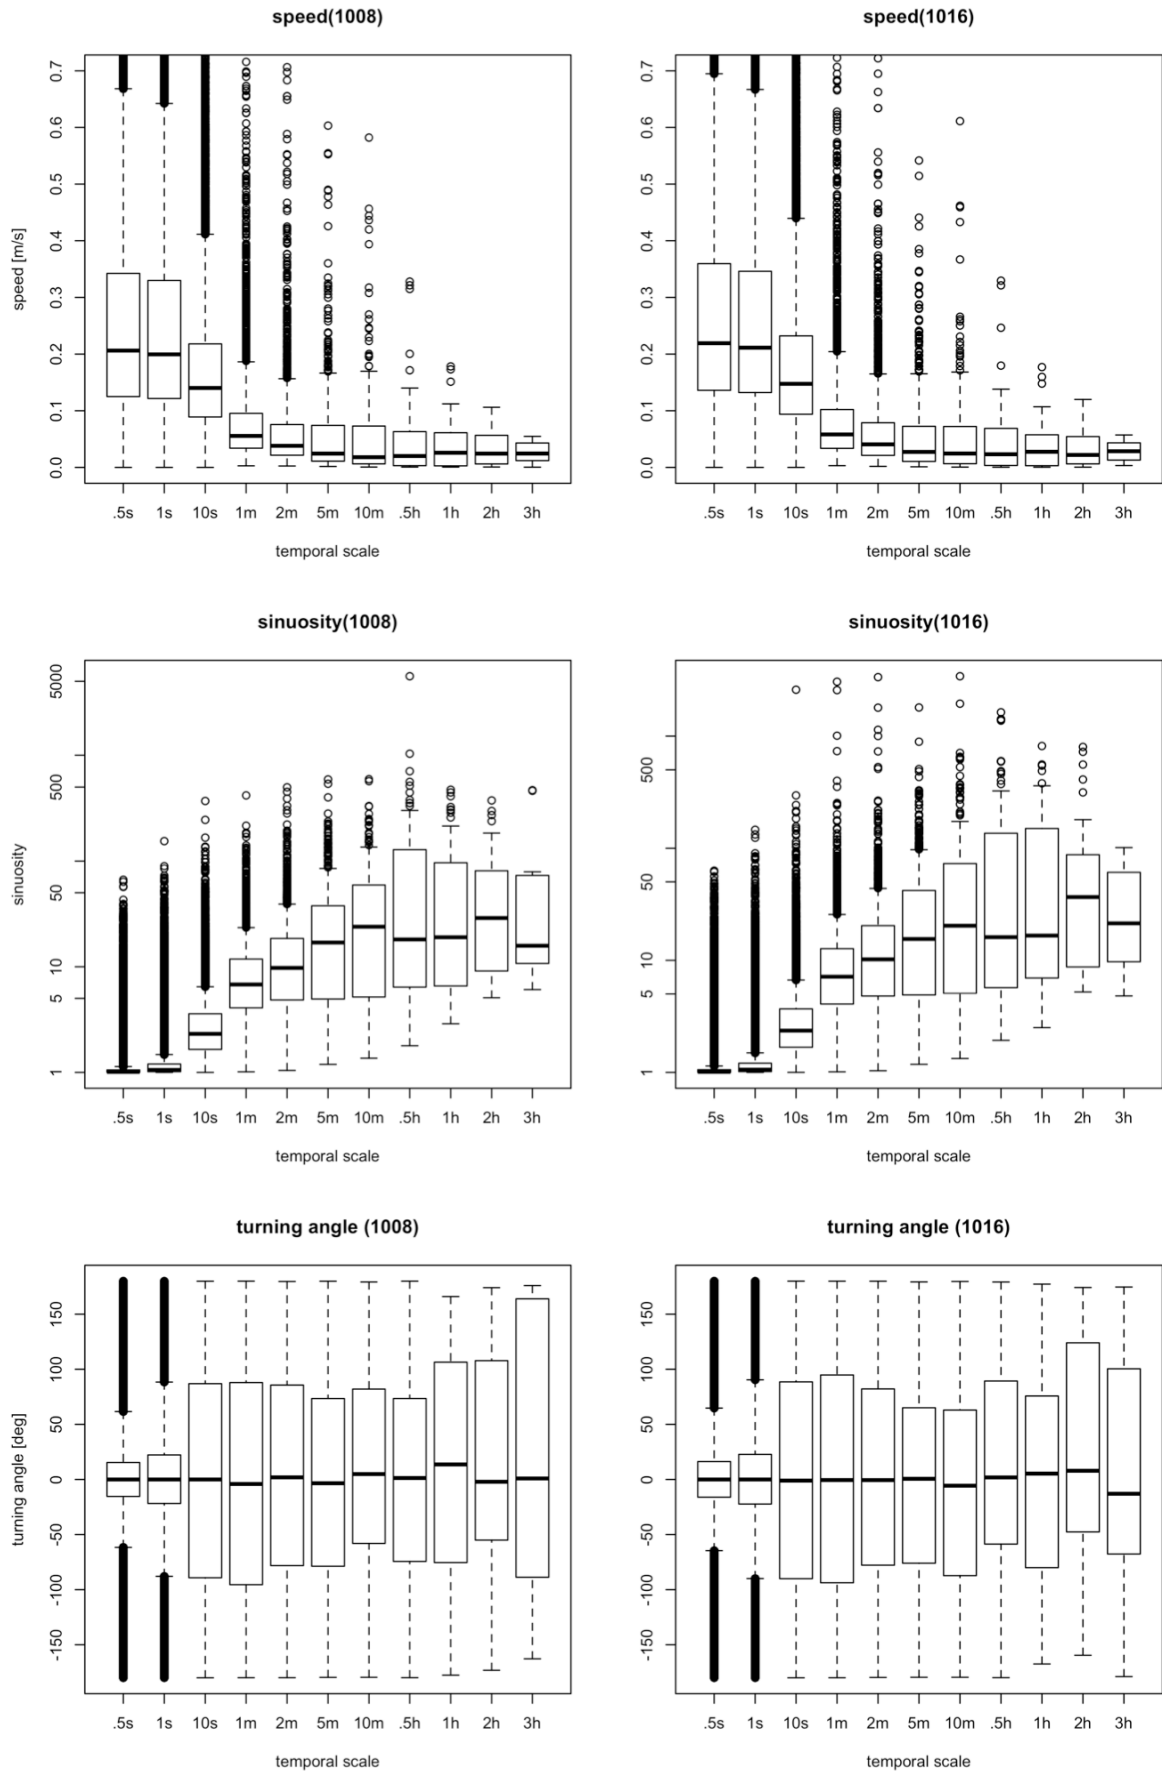 speed(1008)
speed(1016)
speed [m/s]
0.7
0.6
0.5
0.4
0.3
0.2
0.1
0.0
0.7
0.6
0.5
0.4
0.3
0.2
0.1
0.0
.5s 1s 10s 1m 2m 5m 10m .5h 1h 2h 3h
.5s 1s 10s 1m 2m 5m 10m .5h 1h 2h 3h
temporal scale
temporal scale
sinuosity(1008)
sinuosity(1016)
sinuosity
5000
500
50
10
5
1
500
50
10
5
1
.5s 1s 10s 1m 2m 5m 10m .5h 1h 2h 3h
.5s 1s 10s 1m 2m 5m 10m .5h 1h 2h 3h
temporal scale
temporal scale
turning angle (1008)
turning angle (1016)
turning angle [deg]
150
100
50
0
-50
-100
-150
150
100
50
0
-50
-100
-150
.5s 1s 10s 1m 2m 5m 10m .5h 1h 2h 3h
.5s 1s 10s 1m 2m 5m 10m .5h 1h 2h 3h
temporal scale
temporal scale